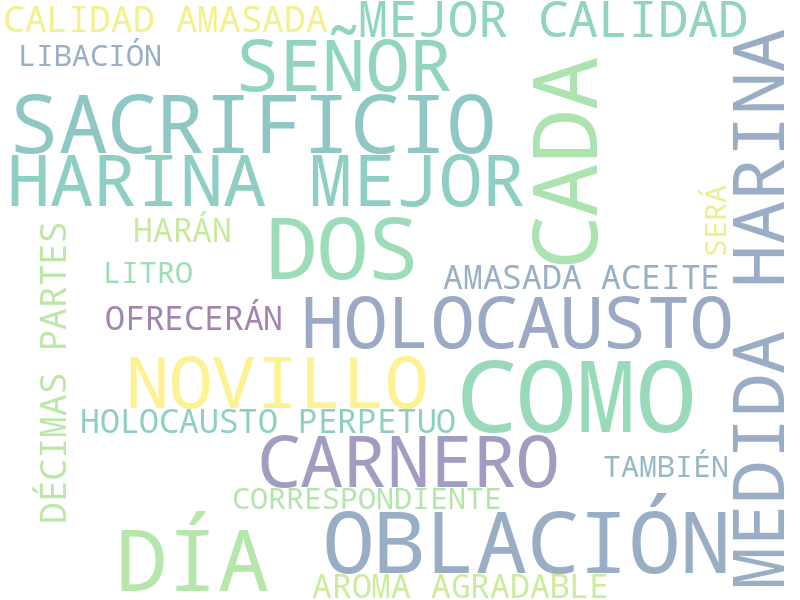 CALIDAD AMASADA
MEJOR CALIDAD
LIBACIÓN
SEÑOR
CADA
SACRIFICIO
HARINA MEJOR
MEDIDA HARINA
SERÁ
HARÁN
DOS
DÉCIMAS PARTES
LITRO
AMASADA ACEITE
OFRECERÁN
HOLOCAUSTO
NOVILLO
COMO
HOLOCAUSTO PERPETUO
CARNERO
TAMBIÉN
CORRESPONDIENTE
OBLACIÓN
DÍA
AROMA AGRADABLE